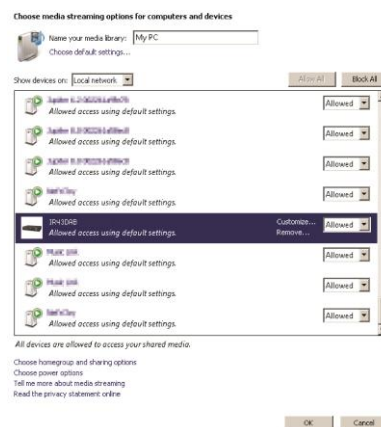 Choose media streaming options for computers and devices
Name your media library: My PC
Choose default settings...
Show devices on: Local network
Allow All Block All
Allowed
Allowed access using default settings.
Allowed
Allowed access using default settings.
Allowed
Allowed access using default settings.
Allowed
Allowed access using default settings.
IR43DAB Customize... Allowed
Allowed access using default settings. Remove...
Allowed
Allowed access using default settings.
Allowed
Allowed access using default settings.
Allowed
Allowed access using default settings.
All devices are allowed to access your shared media.
Choose homegroup and sharing options
Choose power options
Tell me more about media streaming
Read the privacy statement online
OK Cancel